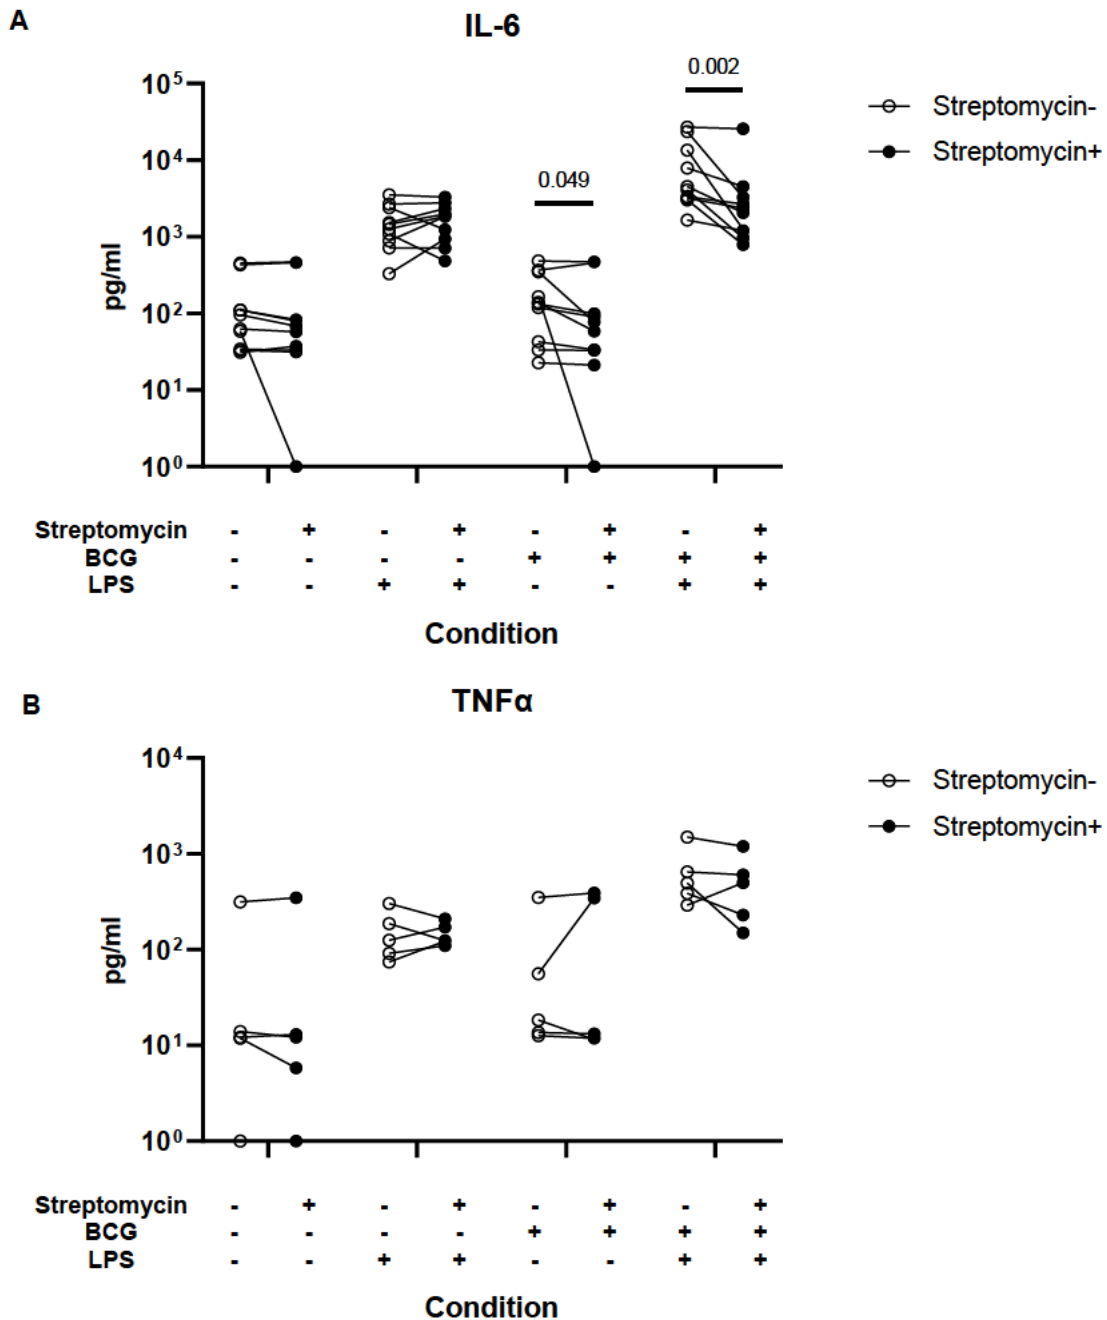 A
IL-6
10⁵
10⁴
10³
10²
10¹
10⁰
pg/ml
0.049
0.002
Streptomycin-
Streptomycin+
Streptomycin - + - + - + - +
BCG - - - - + + + +
LPS - - + + - - + +
Condition
B
TNFα
10⁴
10³
10²
10¹
10⁰
pg/ml
Streptomycin-
Streptomycin+
Streptomycin - + - + - + - +
BCG - - - - + + + +
LPS - - + + - - + +
Condition